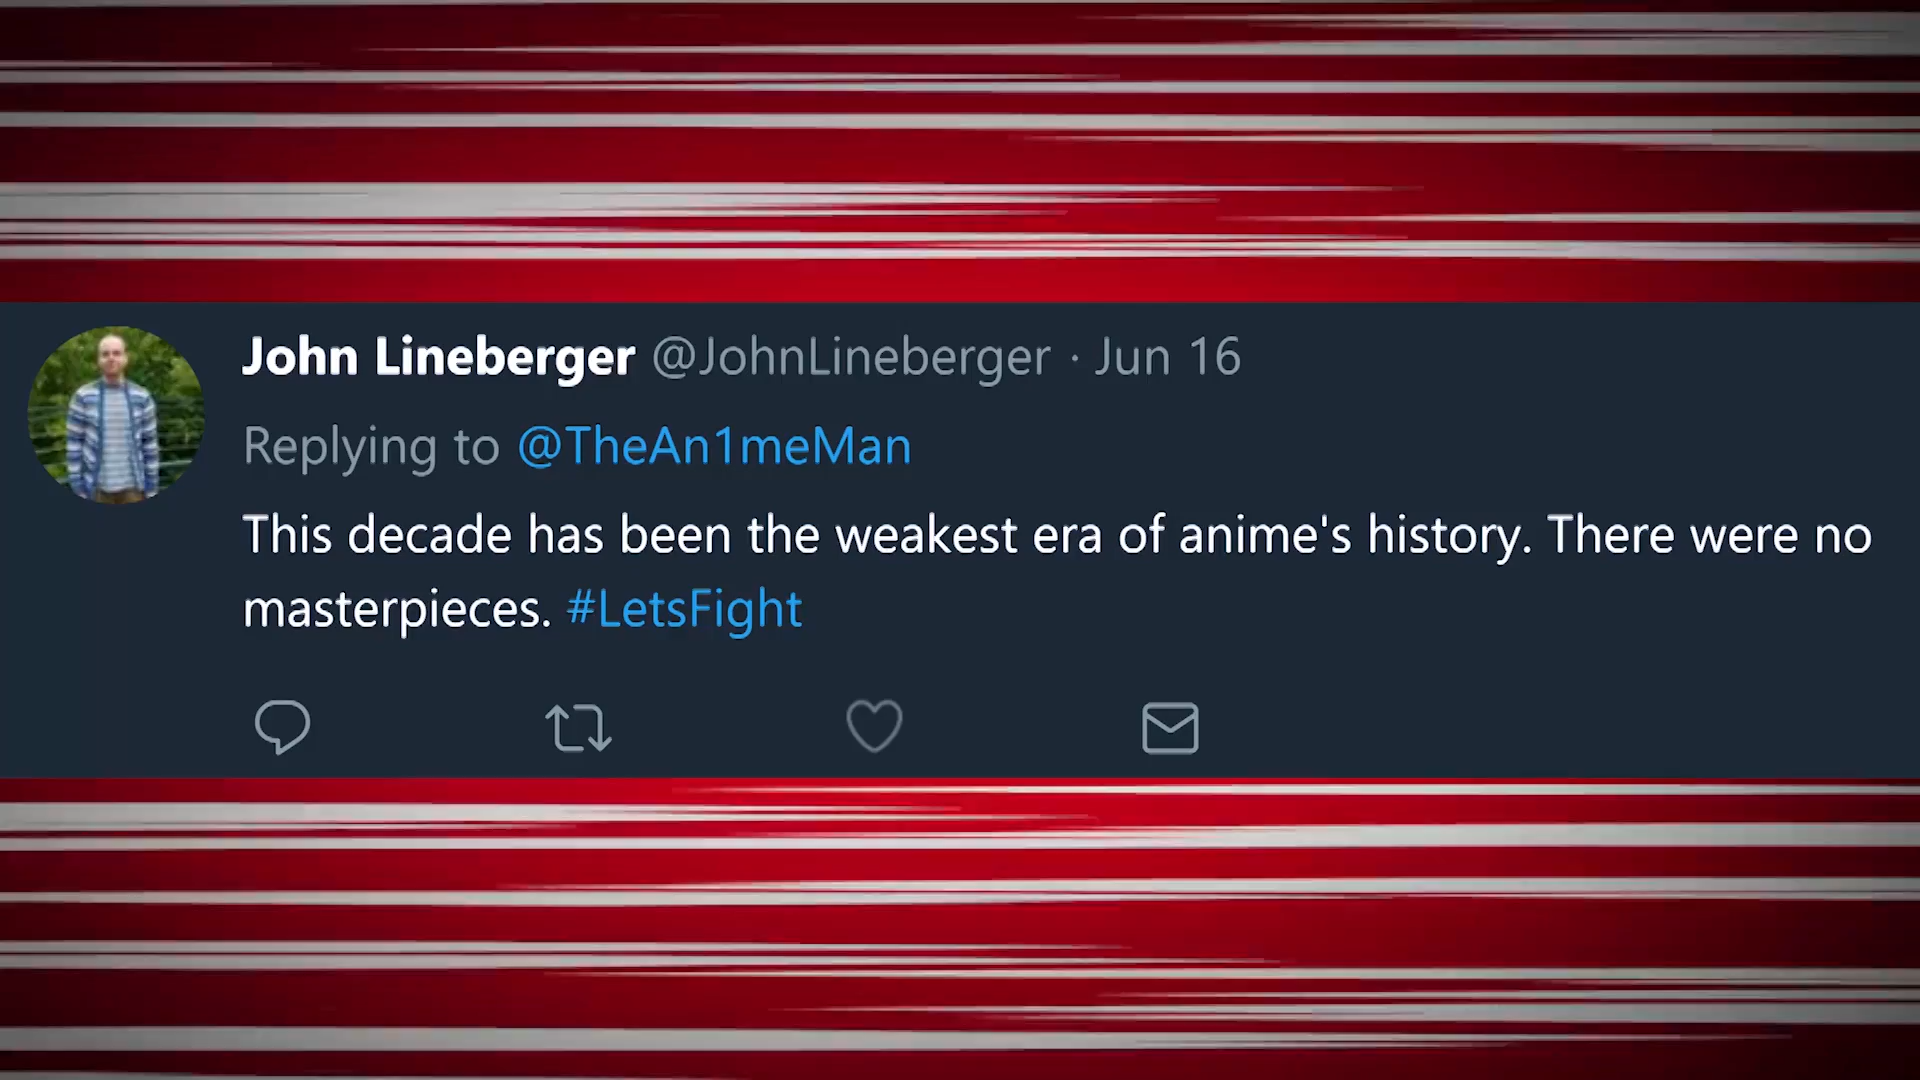 John Lineberger @JohnLineberger · Jun 16
Replying to @TheAn1meMan
This decade has been the weakest era of anime's history. There were no
masterpieces. #LetsFight